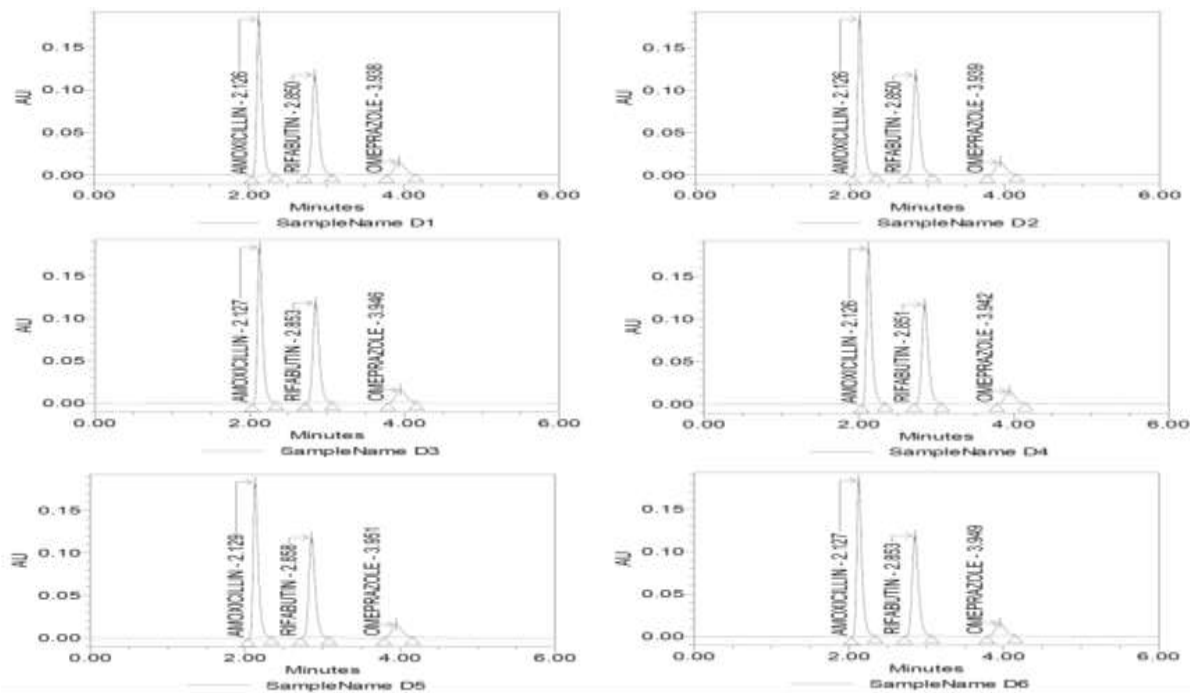 0.15
0.10
0.05
0.00
AU
AMOXICILLIN - 2.126
RIFABUTIN - 2.850
OMEPRAZOLE - 3.938
0.00 2.00 4.00 6.00
Minutes
SampleName D1
0.15
0.10
0.05
0.00
AU
AMOXICILLIN - 2.126
RIFABUTIN - 2.850
OMEPRAZOLE - 3.939
0.00 2.00 4.00 6.00
Minutes
SampleName D2
0.15
0.10
0.05
0.00
AU
AMOXICILLIN - 2.127
RIFABUTIN - 2.853
OMEPRAZOLE - 3.946
0.00 2.00 4.00 6.00
Minutes
SampleName D3
0.15
0.10
0.05
0.00
AU
AMOXICILLIN - 2.126
RIFABUTIN - 2.851
OMEPRAZOLE - 3.942
0.00 2.00 4.00 6.00
Minutes
SampleName D4
0.15
0.10
0.05
0.00
AU
AMOXICILLIN - 2.129
RIFABUTIN - 2.858
OMEPRAZOLE - 3.951
0.00 2.00 4.00 6.00
Minutes
SampleName D5
0.15
0.10
0.05
0.00
AU
AMOXICILLIN - 2.127
RIFABUTIN - 2.853
OMEPRAZOLE - 3.949
0.00 2.00 4.00 6.00
Minutes
SampleName D6